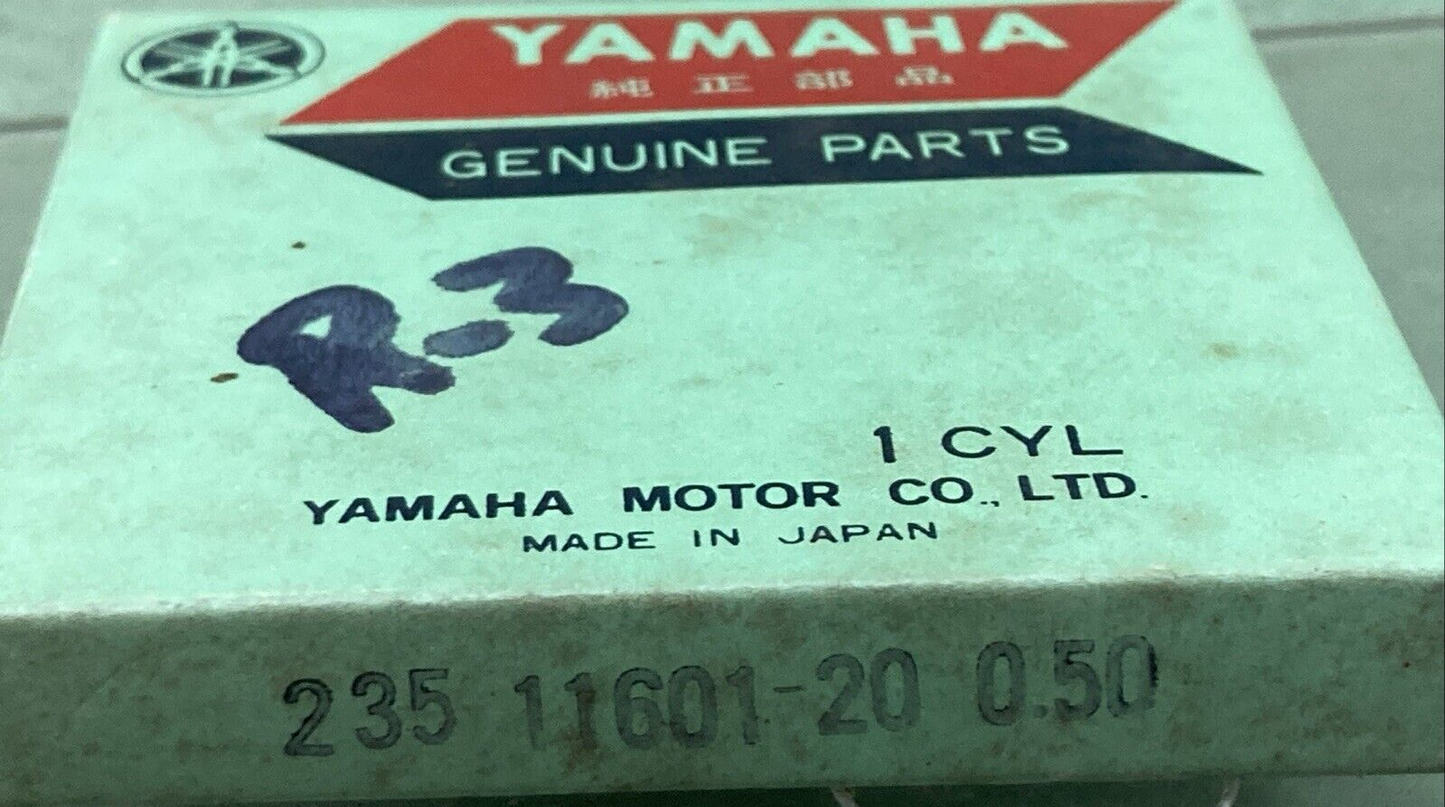 YAMAHA
純正部品
GENUINE PARTS
R-3
1 CYL
YAMAHA MOTOR CO., LTD.
MADE IN JAPAN
235 11601-20 0.50